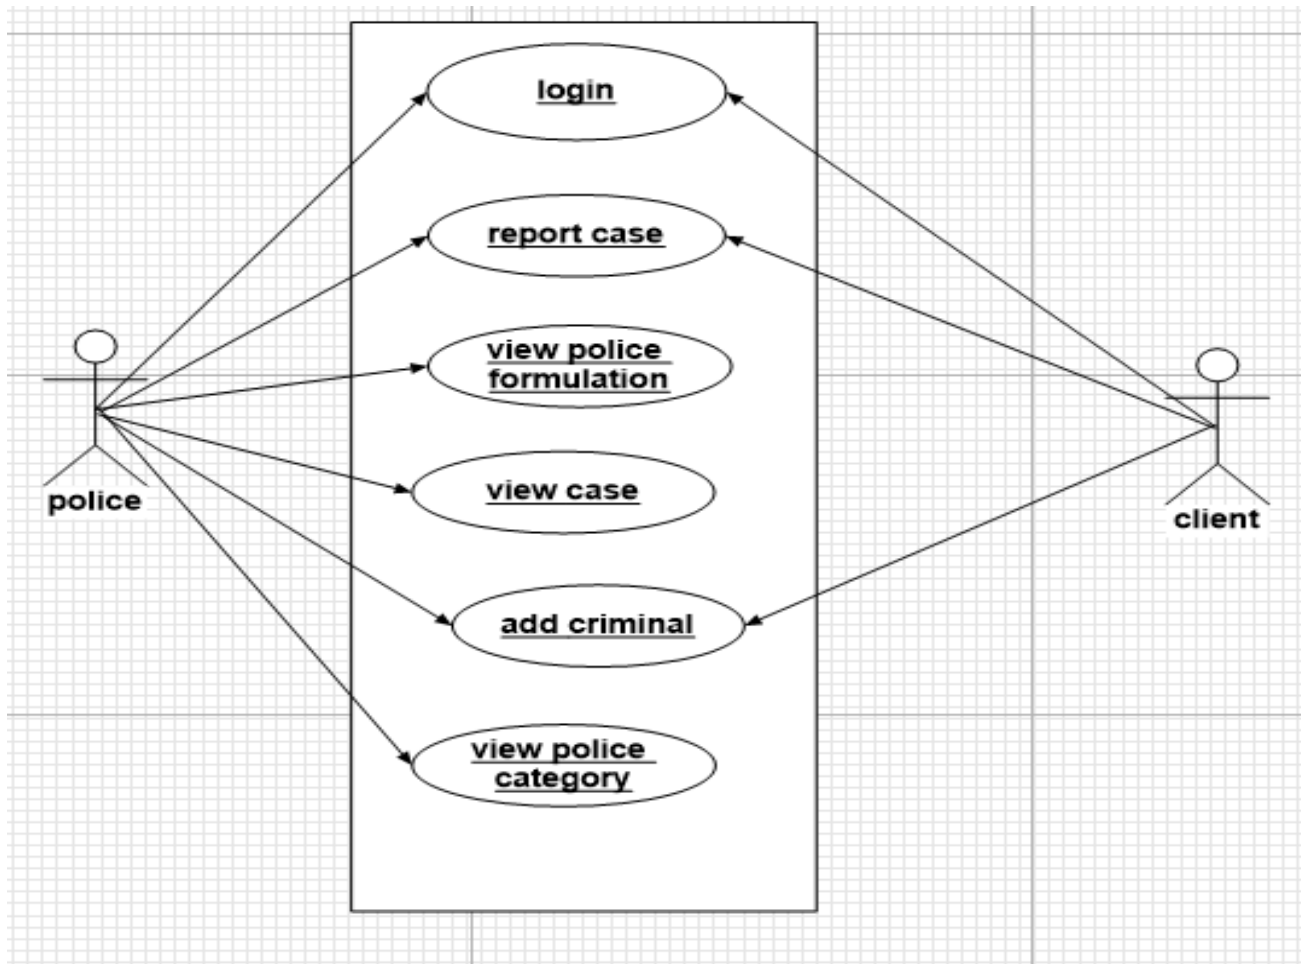 login
report case
view police
formulation
view case
add criminal
view police
category
police
client